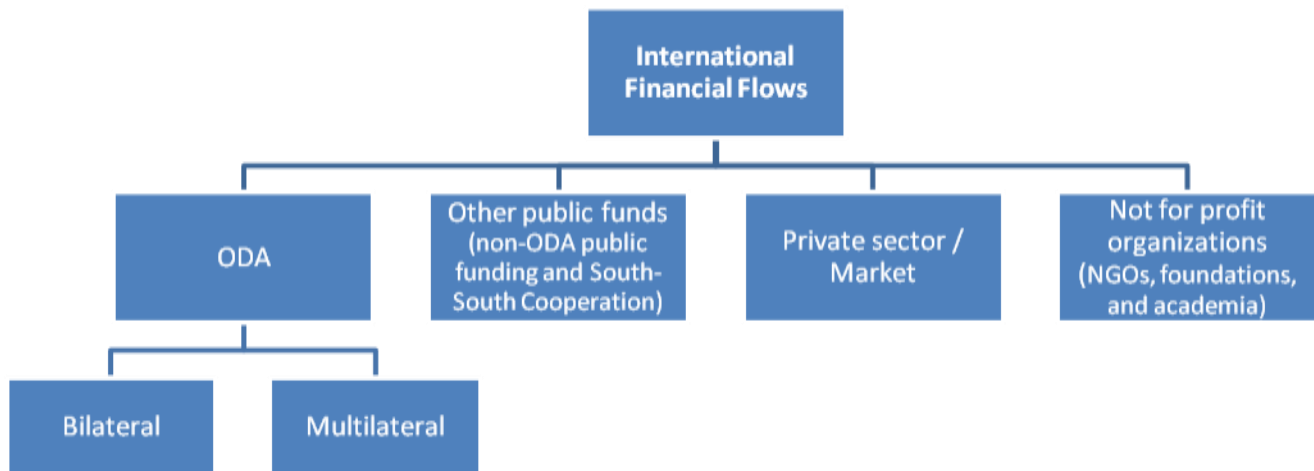 International
Financial Flows
ODA
Other public funds
(non-ODA public
funding and South-
South Cooperation)
Private sector /
Market
Not for profit
organizations
(NGOs, foundations,
and academia)
Bilateral
Multilateral